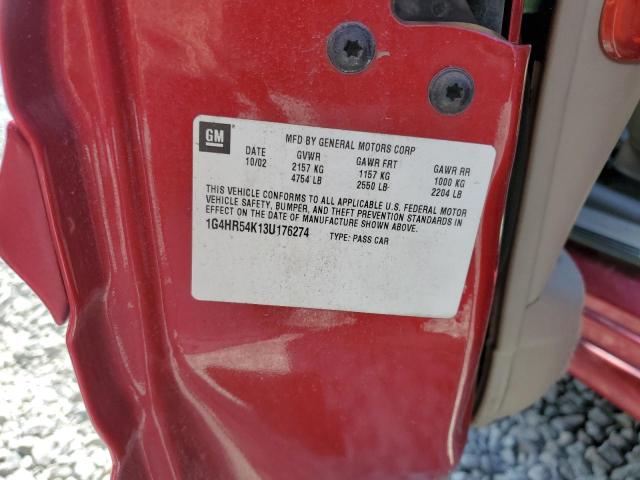 GM
MFD BY GENERAL MOTORS CORP
DATE GVWR GAWR FRT GAWR RR
10/02 2157 KG 1157 KG 1000 KG
4754 LB 2550 LB 2204 LB
THIS VEHICLE CONFORMS TO ALL APPLICABLE U.S. FEDERAL MOTOR
VEHICLE SAFETY, BUMPER, AND THEFT PREVENTION STANDARDS IN
EFFECT ON THE DATE OF MANUFACTURE SHOWN ABOVE.
1G4HR54K13U176274 TYPE: PASS CAR